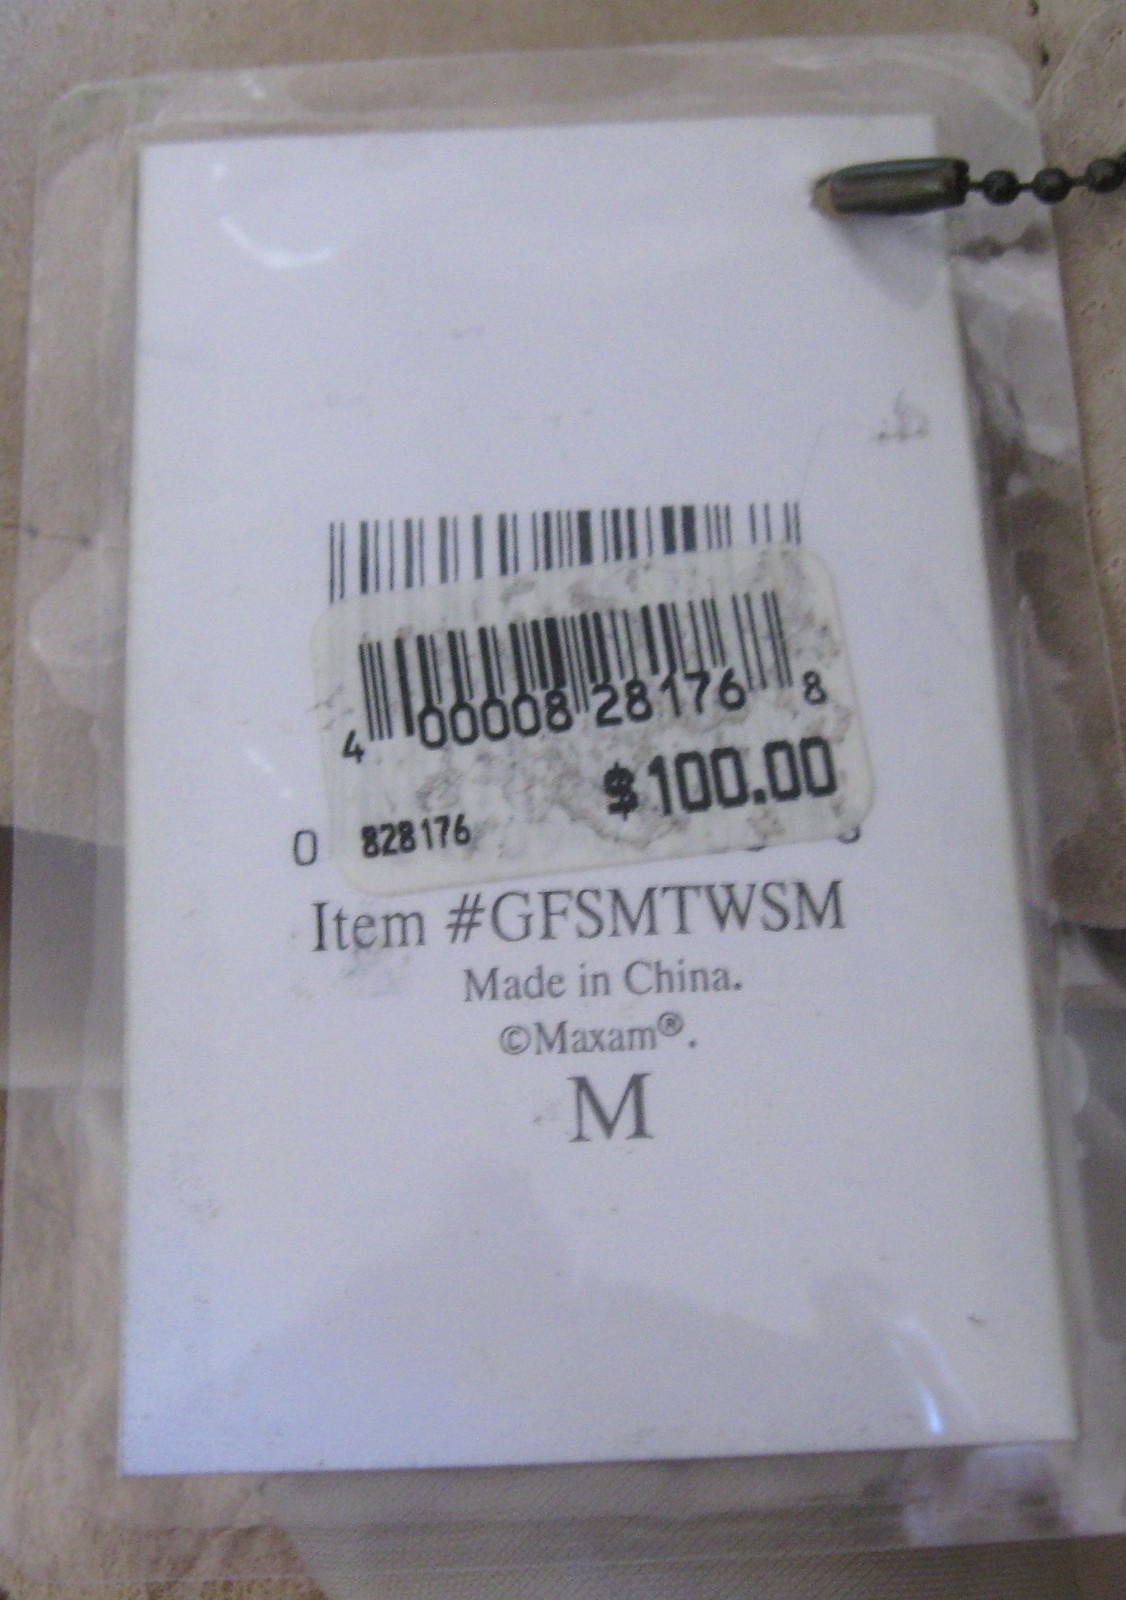 4 00008 28176 8
$100.00
0 828176
Item #GFSMTWSM
Made in China.
©Maxam®.
M